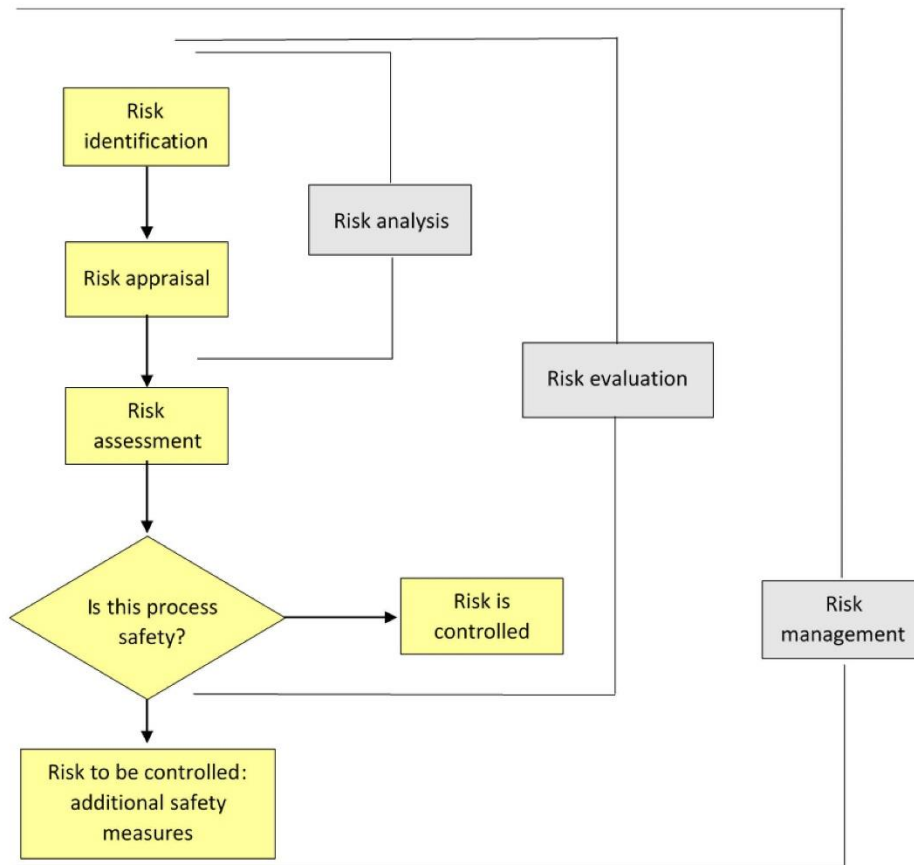 Risk
identification
Risk analysis
Risk appraisal
Risk evaluation
Risk
assessment
Is this process
safety?
Risk is
controlled
Risk
management
Risk to be controlled:
additional safety
measures